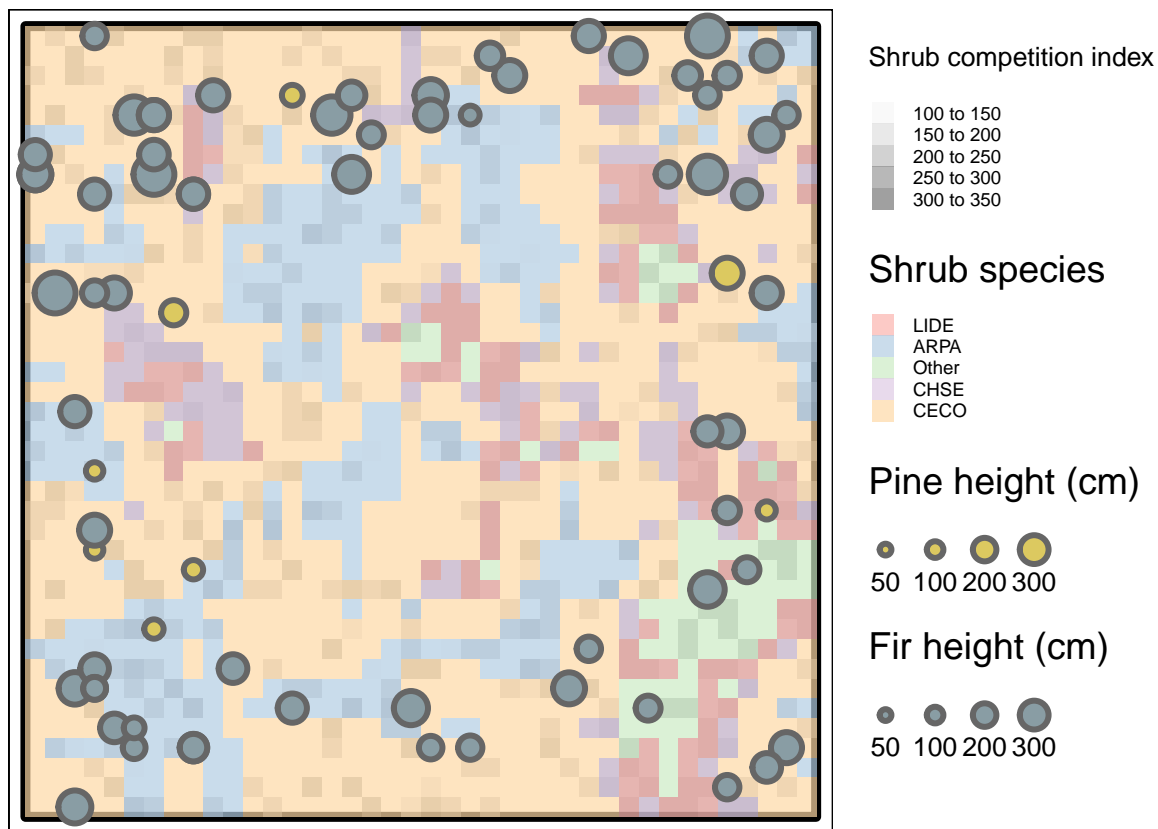 Shrub competition index
100 to 150
150 to 200
200 to 250
250 to 300
300 to 350
Shrub species
LIDE
ARPA
Other
CHSE
CECO
Pine height (cm)
50 100 200 300
Fir height (cm)
50 100 200 300